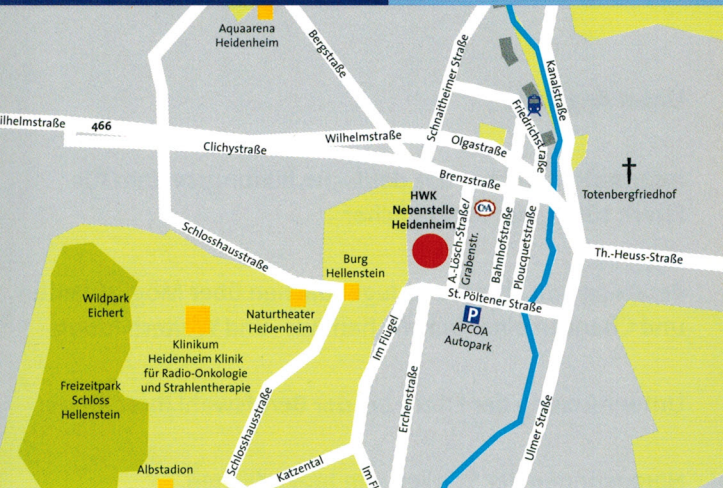 Aquaarena
Heidenheim
Bergstraße
Schnaitheimer Straße
Kanalstraße
Friedrichstraße
ilhelmstraße
466
Clichystraße
Wilhelmstraße
Olgastraße
Brenzstraße
Totenbergfriedhof
HWK
Nebenstelle
Heidenheim
C&A
A.-Lösch-Straße/
Grabenstr.
Bahnhofstraße
Ploucquetstraße
Th.-Heuss-Straße
Schlosshausstraße
Burg
Hellenstein
St. Pöltener Straße
Wildpark
Eichert
Naturtheater
Heidenheim
P
APCOA
Autopark
Klinikum
Heidenheim Klinik
für Radio-Onkologie
und Strahlentherapie
Im Flügel
Freizeitpark
Schloss
Hellenstein
Erchenstraße
Ulmer Straße
Schlosshausstraße
Albstadion
Katzental
Im Fl